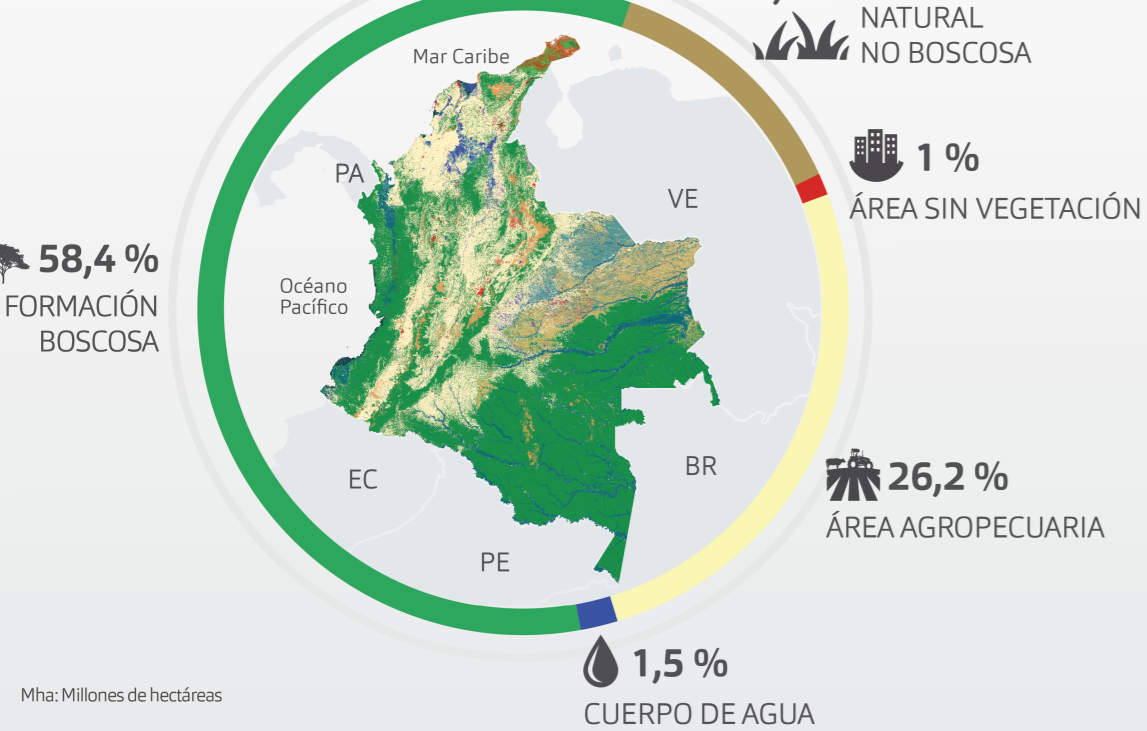 NATURAL
NO BOSCOSA
Mar Caribe
1 %
ÁREA SIN VEGETACIÓN
PA
VE
58,4 %
FORMACIÓN
BOSCOSA
Océano
Pacífico
EC
BR
26,2 %
ÁREA AGROPECUARIA
PE
1,5 %
CUERPO DE AGUA
Mha: Millones de hectáreas